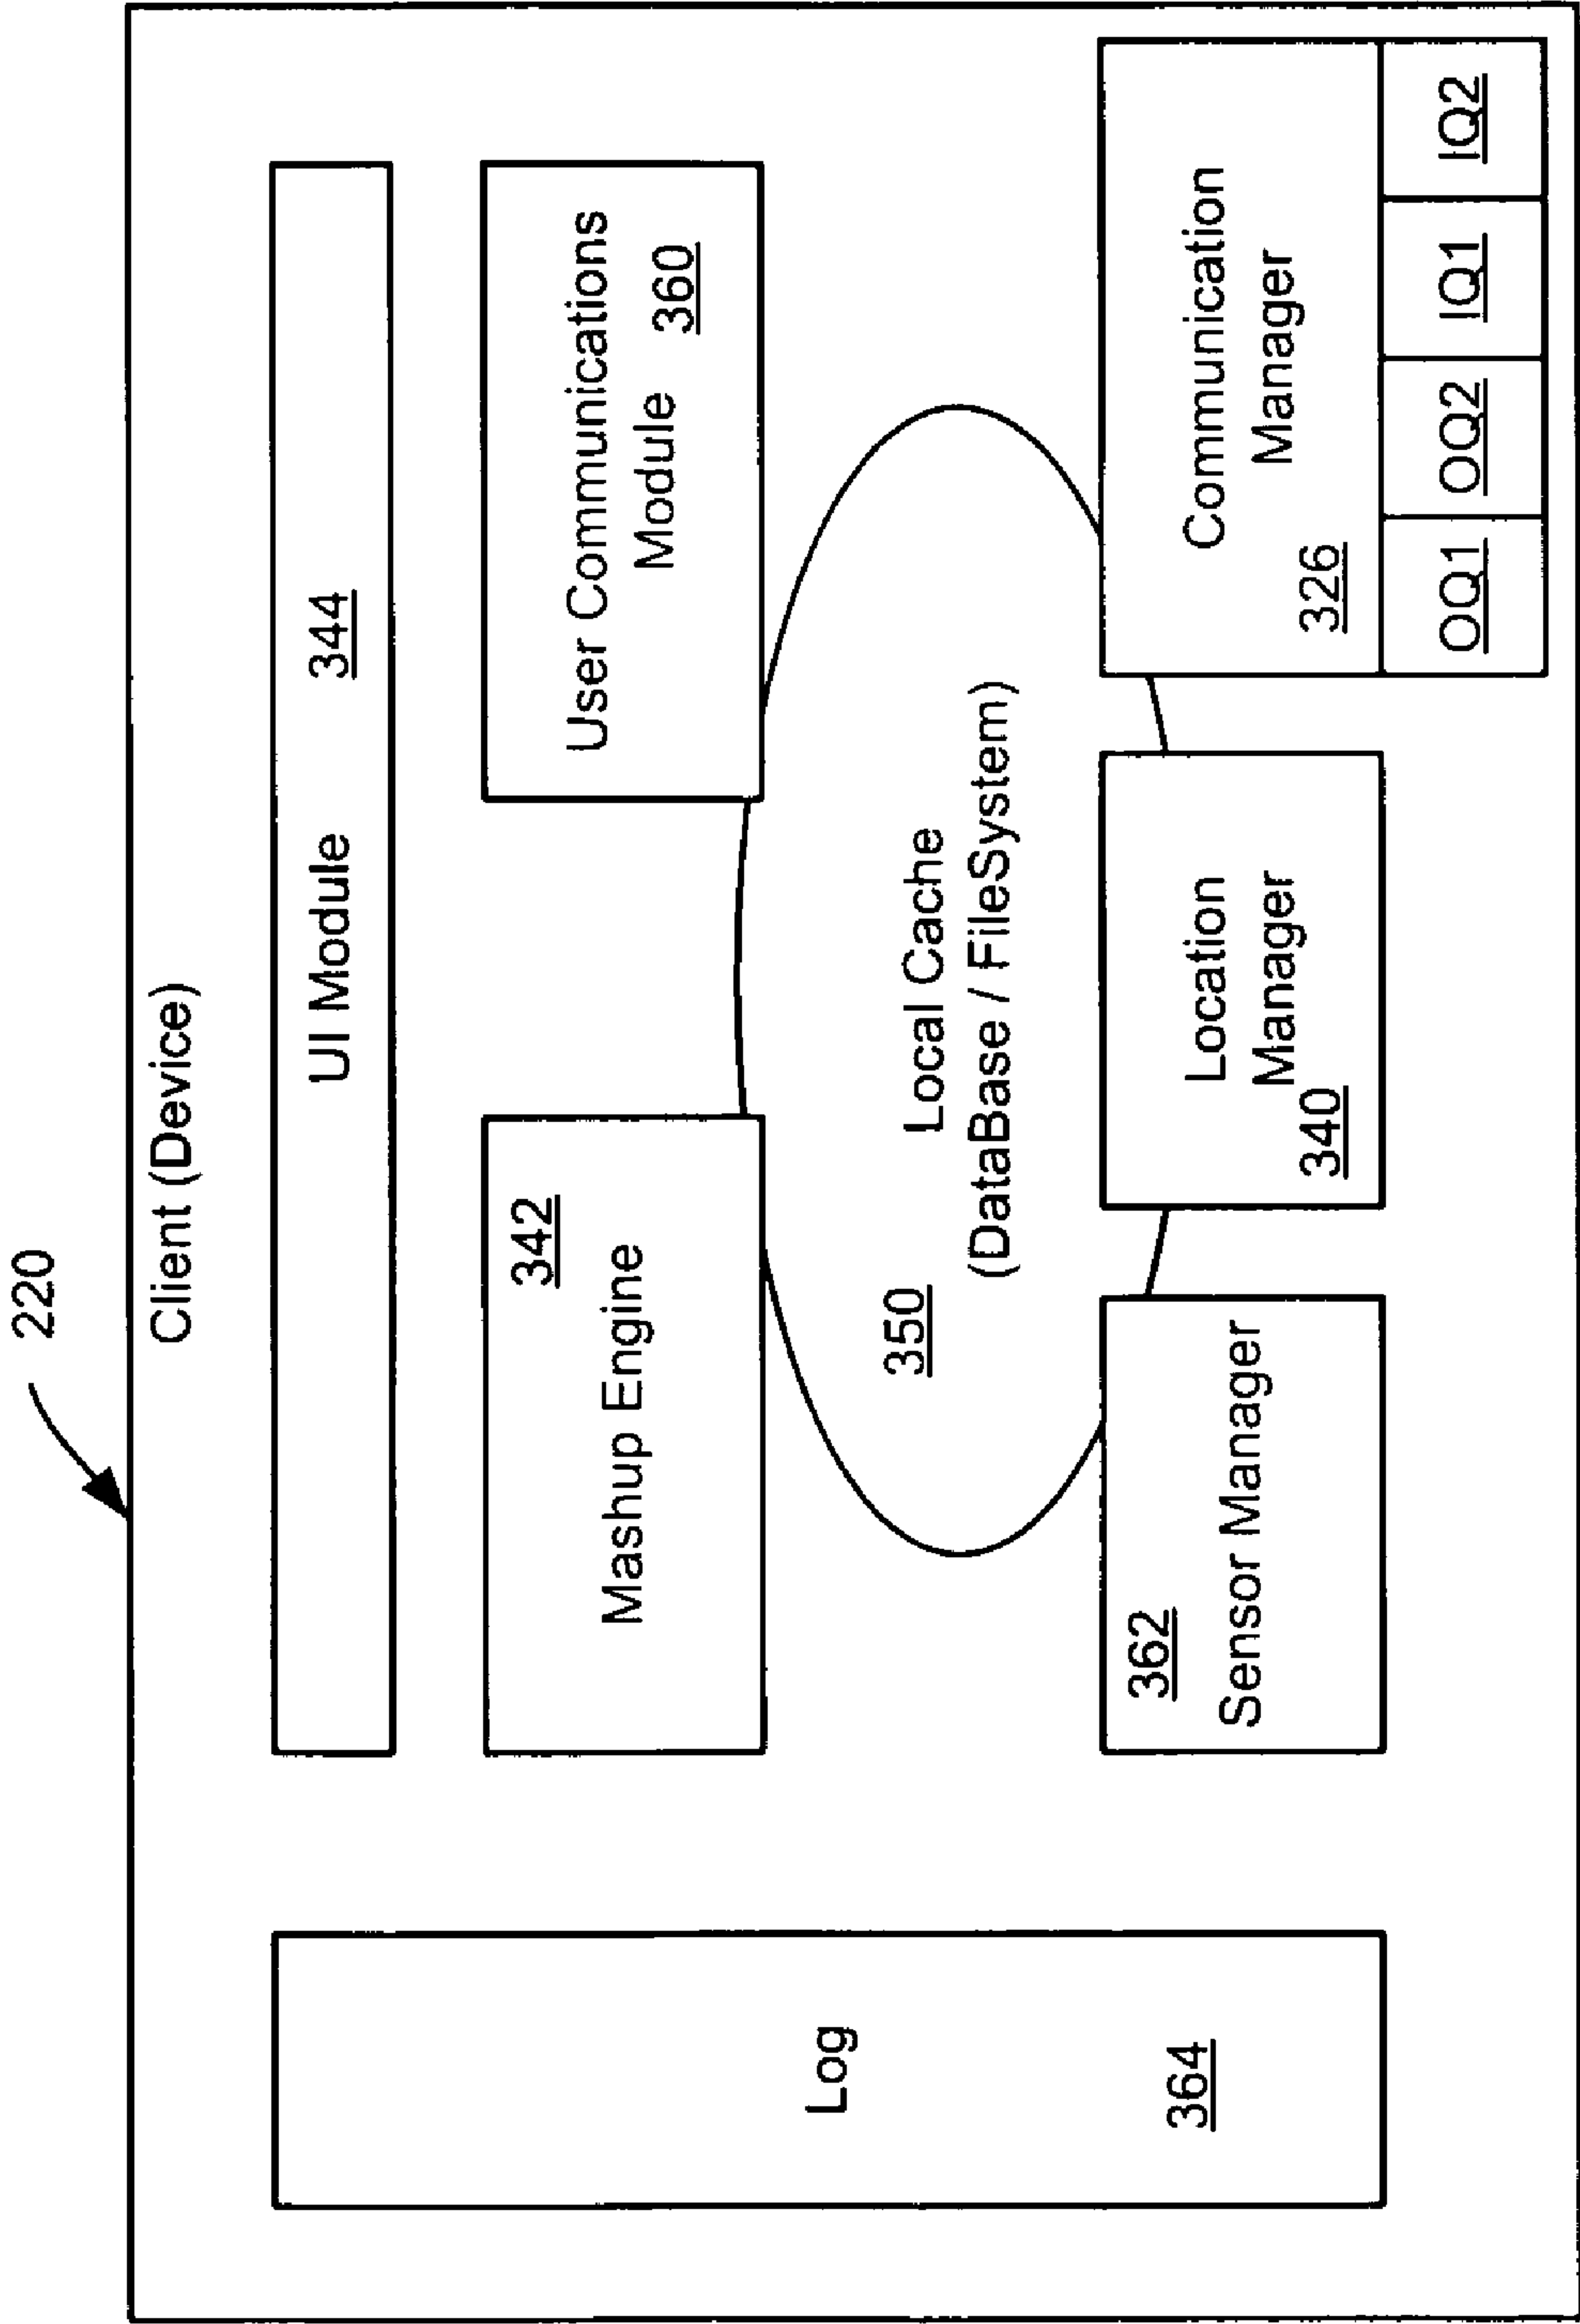 220
Client (Device)
UI Module 344
Log
364
Mashup Engine
342
User Communications
Module 360
Local Cache
(DataBase / FileSystem)
350
362
Sensor Manager
Location
Manager
340
Communication
Manager
326
OQ1 OQ2 IQ1 IQ2